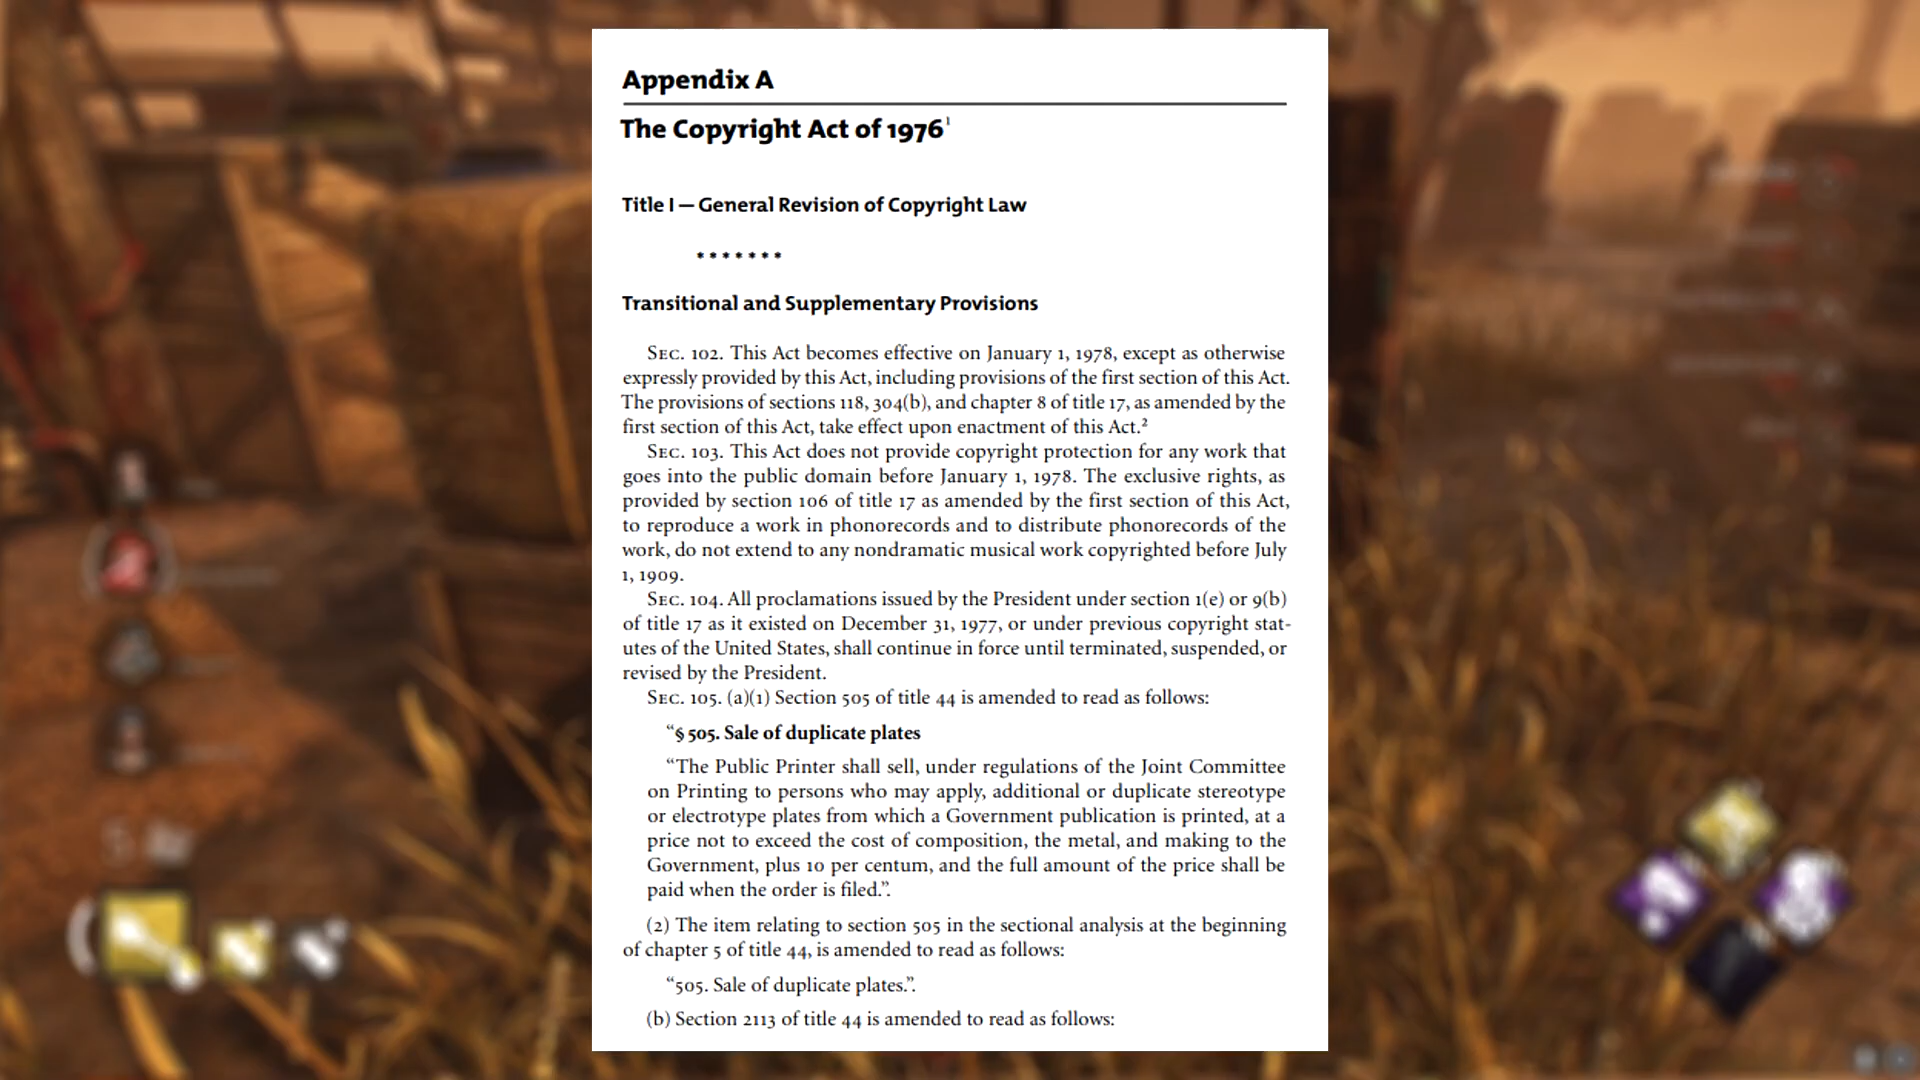 Appendix A
The Copyright Act of 1976¹
Title I — General Revision of Copyright Law
* * * * * * *
Transitional and Supplementary Provisions
Sec. 102. This Act becomes effective on January 1, 1978, except as otherwise
expressly provided by this Act, including provisions of the first section of this Act.
The provisions of sections 118, 304(b), and chapter 8 of title 17, as amended by the
first section of this Act, take effect upon enactment of this Act.²
Sec. 103. This Act does not provide copyright protection for any work that
goes into the public domain before January 1, 1978. The exclusive rights, as
provided by section 106 of title 17 as amended by the first section of this Act,
to reproduce a work in phonorecords and to distribute phonorecords of the
work, do not extend to any nondramatic musical work copyrighted before July
1, 1909.
Sec. 104. All proclamations issued by the President under section 1(e) or 9(b)
of title 17 as it existed on December 31, 1977, or under previous copyright stat-
utes of the United States, shall continue in force until terminated, suspended, or
revised by the President.
Sec. 105. (a)(1) Section 505 of title 44 is amended to read as follows:
“§ 505. Sale of duplicate plates
“The Public Printer shall sell, under regulations of the Joint Committee
on Printing to persons who may apply, additional or duplicate stereotype
or electrotype plates from which a Government publication is printed, at a
price not to exceed the cost of composition, the metal, and making to the
Government, plus 10 per centum, and the full amount of the price shall be
paid when the order is filed.”.
(2) The item relating to section 505 in the sectional analysis at the beginning
of chapter 5 of title 44, is amended to read as follows:
“505. Sale of duplicate plates.”.
(b) Section 2113 of title 44 is amended to read as follows: